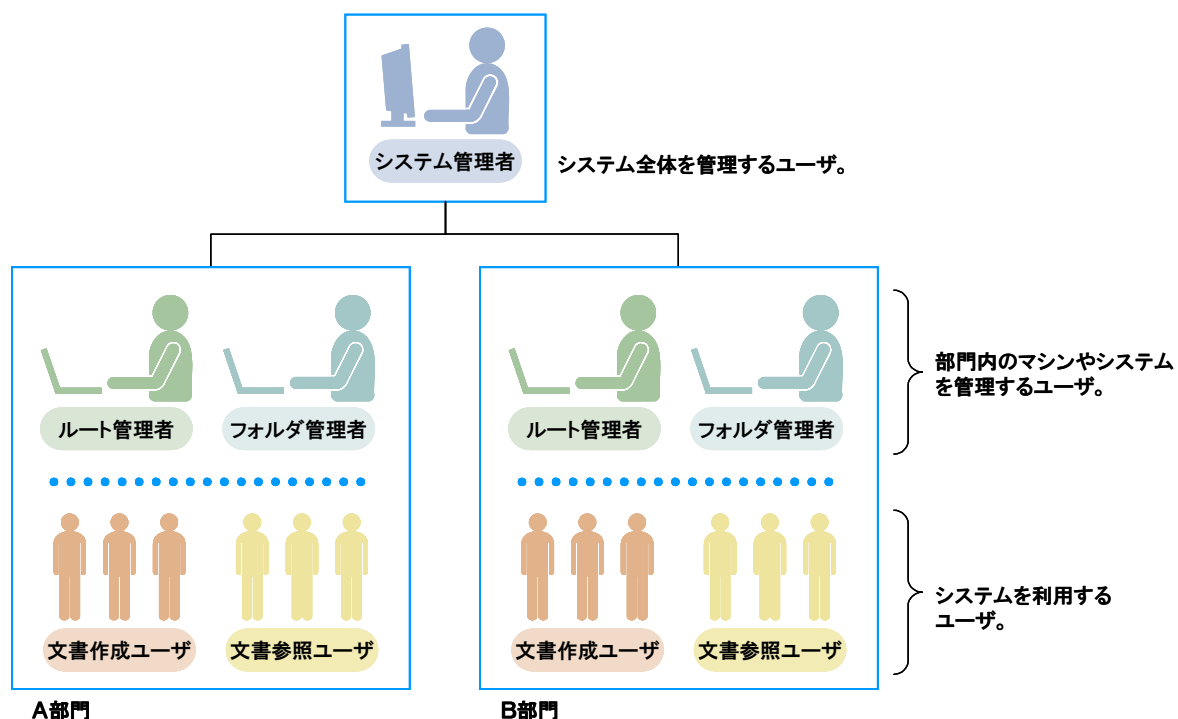 システム管理者
システム全体を管理するユーザ。
ルート管理者
フォルダ管理者
ルート管理者
フォルダ管理者
部門内のマシンやシステム
を管理するユーザ。
文書作成ユーザ
文書参照ユーザ
文書作成ユーザ
文書参照ユーザ
システムを利用する
ユーザ。
A部門
B部門